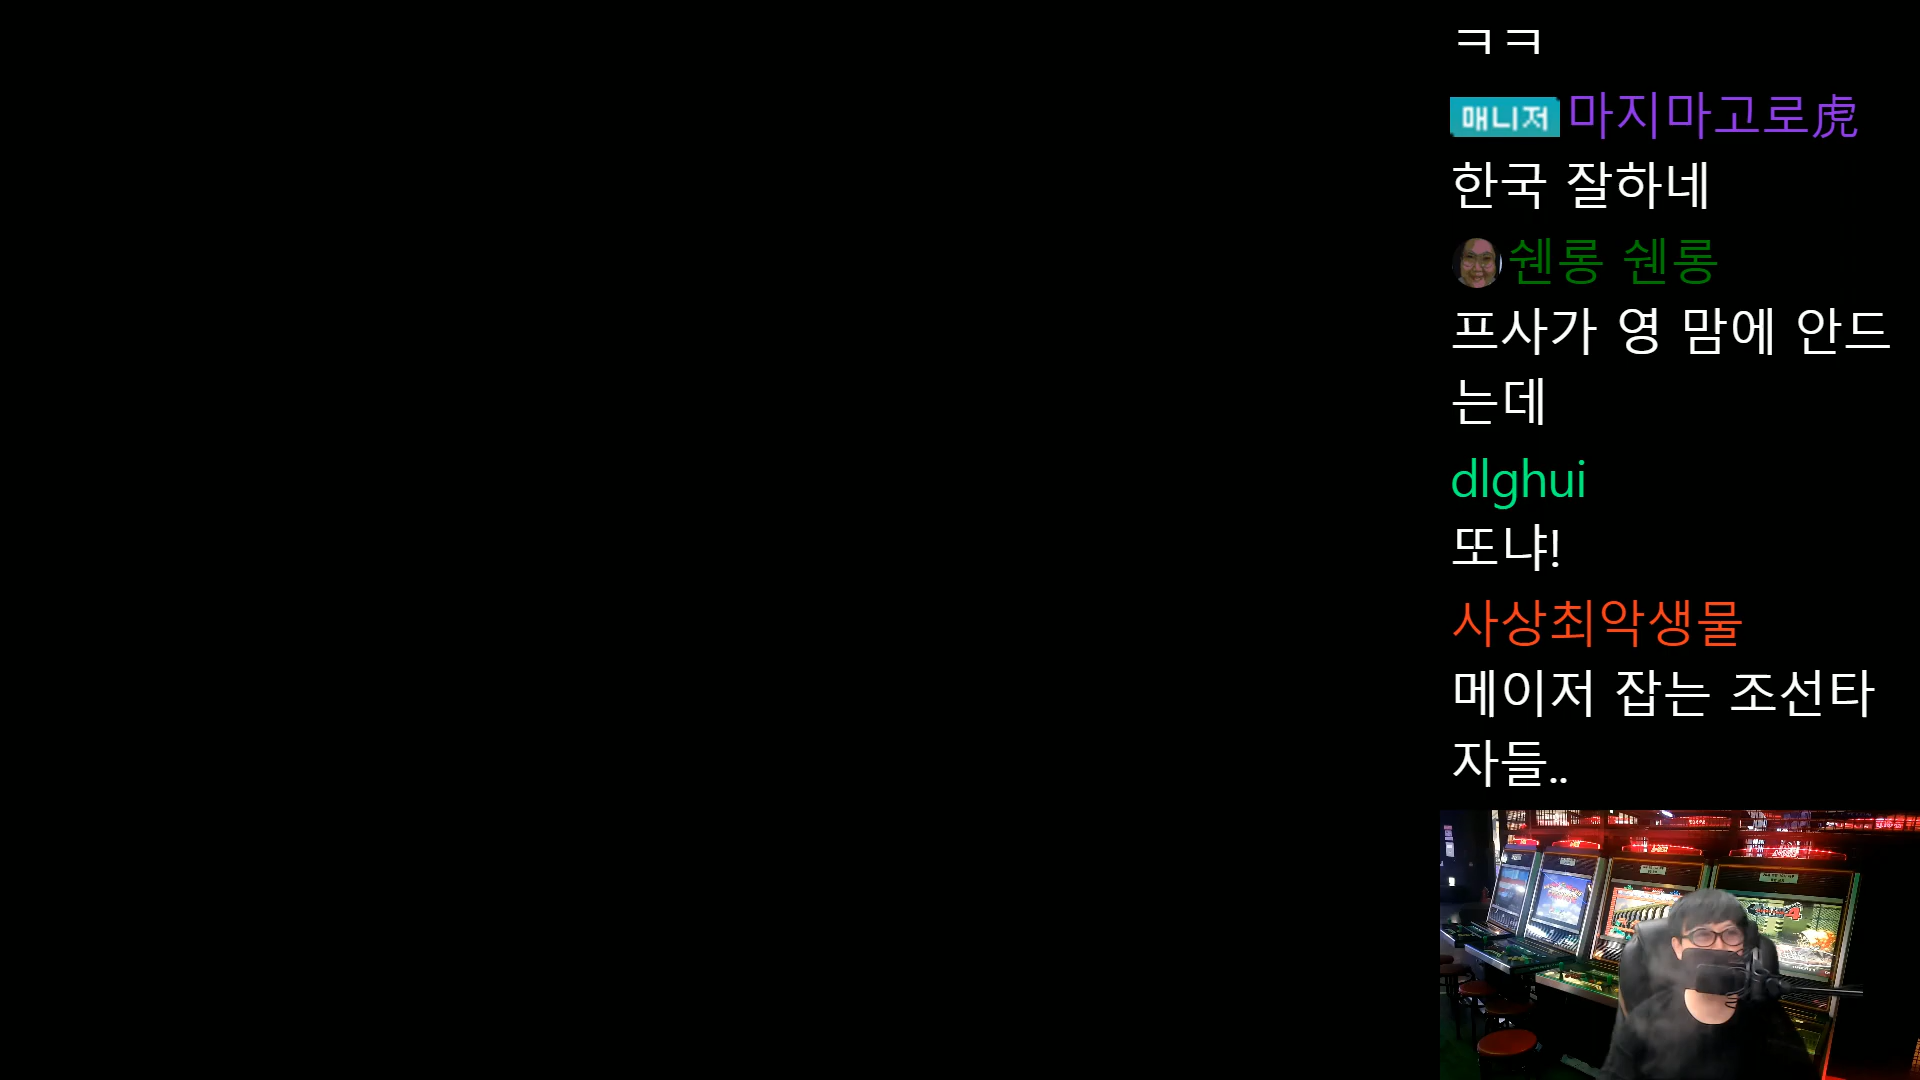 ㅋㅋ
매니저 마지마고로虎
한국 잘하네
쉔롱 쉔롱
프사가 영 맘에 안드
는데
dlghui
또냐!
사상최악생물
메이저 잡는 조선타
자들..